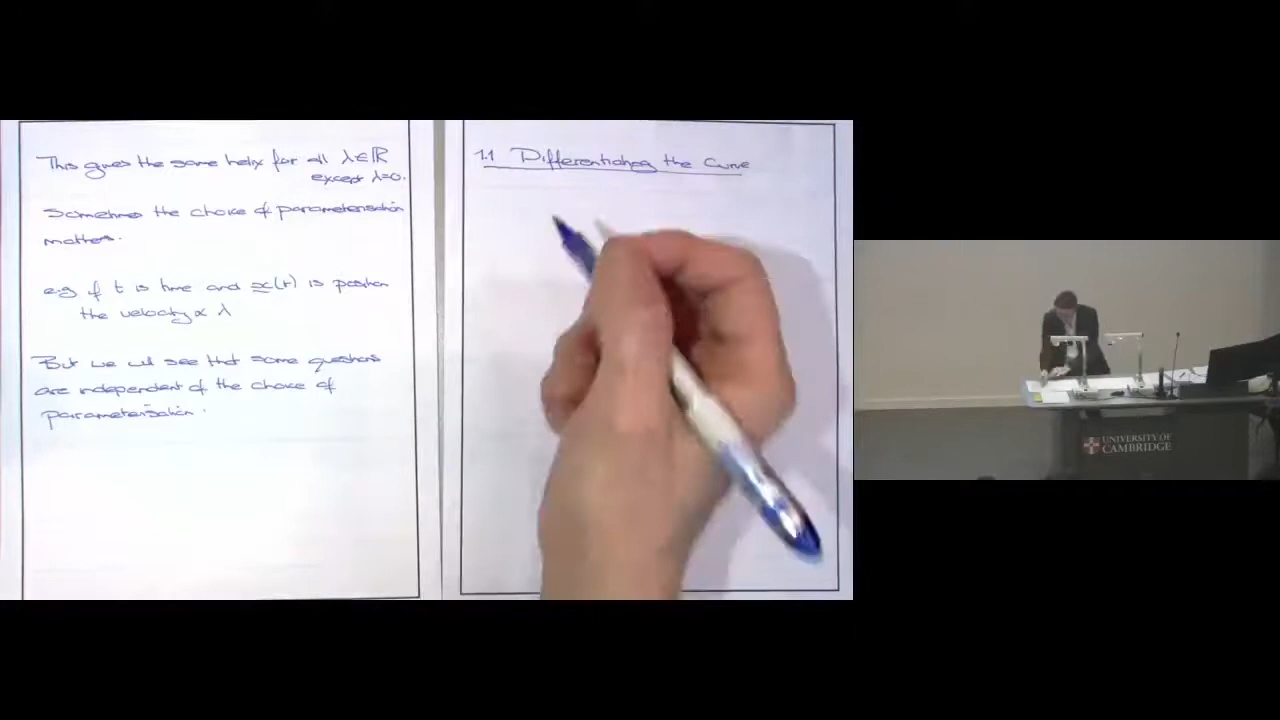 This gives the same helix for all λ∈ℝ
except λ=0.
Sometimes the choice of parameterisation
matters.
e.g. if t is time and x(t) is position
the velocity ∝ λ
But we will see that some questions
are independent of the choice of
parameterisation.
1.1 Differentiating the Curve
UNIVERSITY OF
CAMBRIDGE